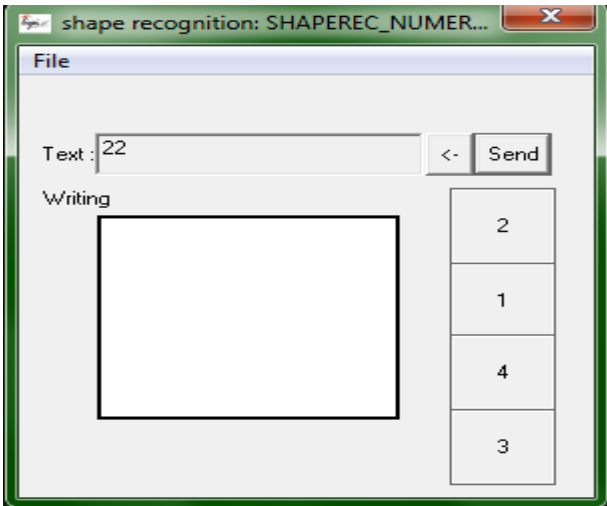 shape recognition: SHAPEREC_NUMER...
File
Text : 22 <- Send
Writing
2
1
4
3